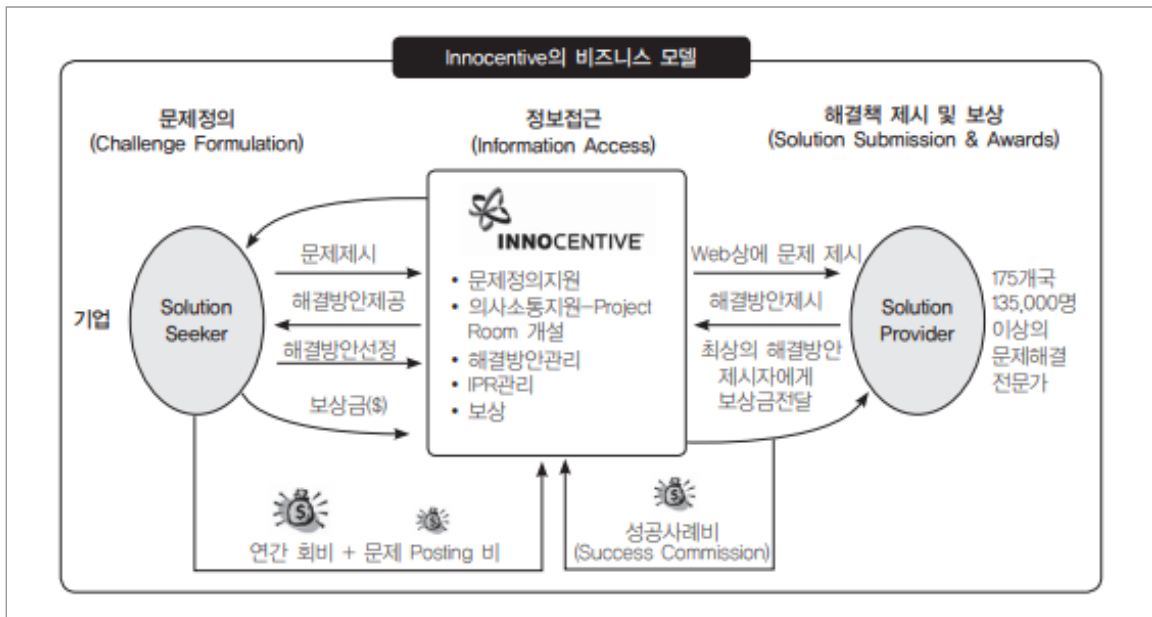 Innocentive의 비즈니스 모델
문제정의
(Challenge Formulation)
정보접근
(Information Access)
해결책 제시 및 보상
(Solution Submission & Awards)
기업
Solution
Seeker
문제제시
해결방안제공
해결방안선정
보상금($)
INNOCENTIVE
• 문제정의지원
• 의사소통지원-Project
Room 개설
• 해결방안관리
• IPR관리
• 보상
Web상에 문제 제시
해결방안제시
최상의 해결방안
제시자에게
보상금전달
Solution
Provider
175개국
135,000명
이상의
문제해결
전문가
$
$
연간 회비 + 문제 Posting 비
$
성공사례비
(Success Commission)